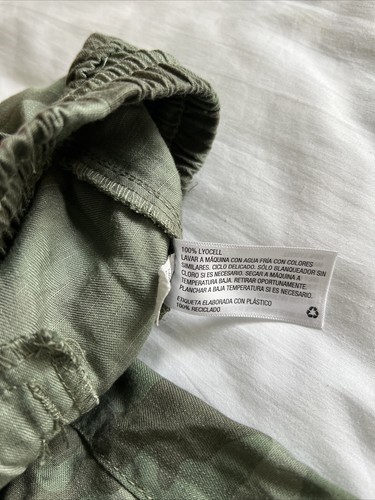 100% LYOCELL
LAVAR A MÁQUINA CON AGUA FRÍA CON COLORES
SIMILARES. CICLO DELICADO. SÓLO BLANQUEADOR SIN
CLORO SI ES NECESARIO. SECAR A MÁQUINA A
TEMPERATURA BAJA. RETIRAR OPORTUNAMENTE.
PLANCHAR A BAJA TEMPERATURA SI ES NECESARIO.
ETIQUETA ELABORADA CON PLÁSTICO
100% RECICLADO